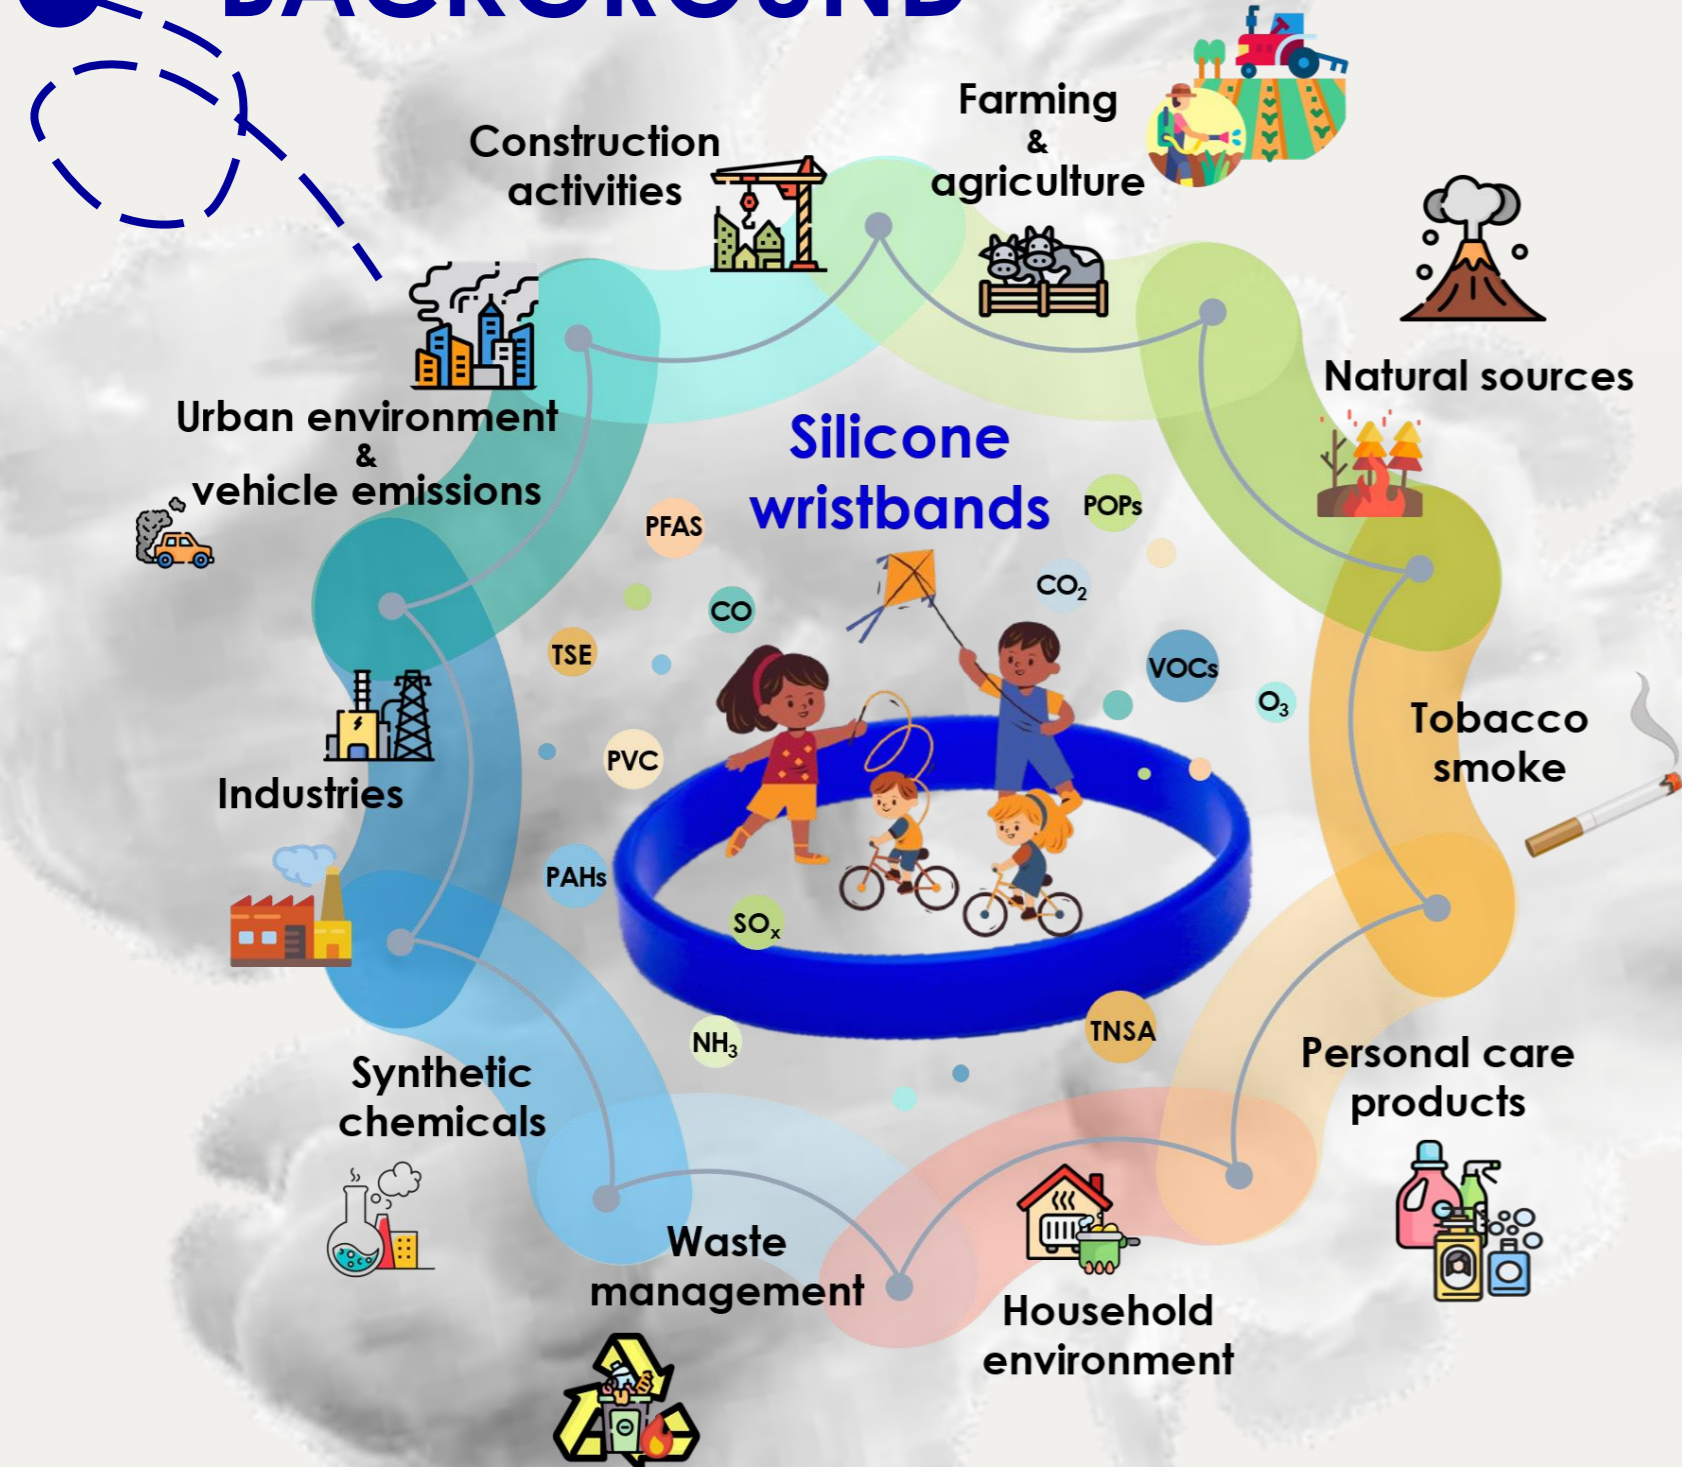 BACKGROUND
Construction
activities
Farming
&
agriculture
Natural sources
Urban environment
&
vehicle emissions
Silicone
wristbands
PFAS
POPs
CO
CO₂
TSE
VOCs
O₃
PVC
Tobacco
smoke
Industries
PAHs
SOₓ
NH₃
TNSA
Synthetic
chemicals
Personal care
products
Waste
management
Household
environment